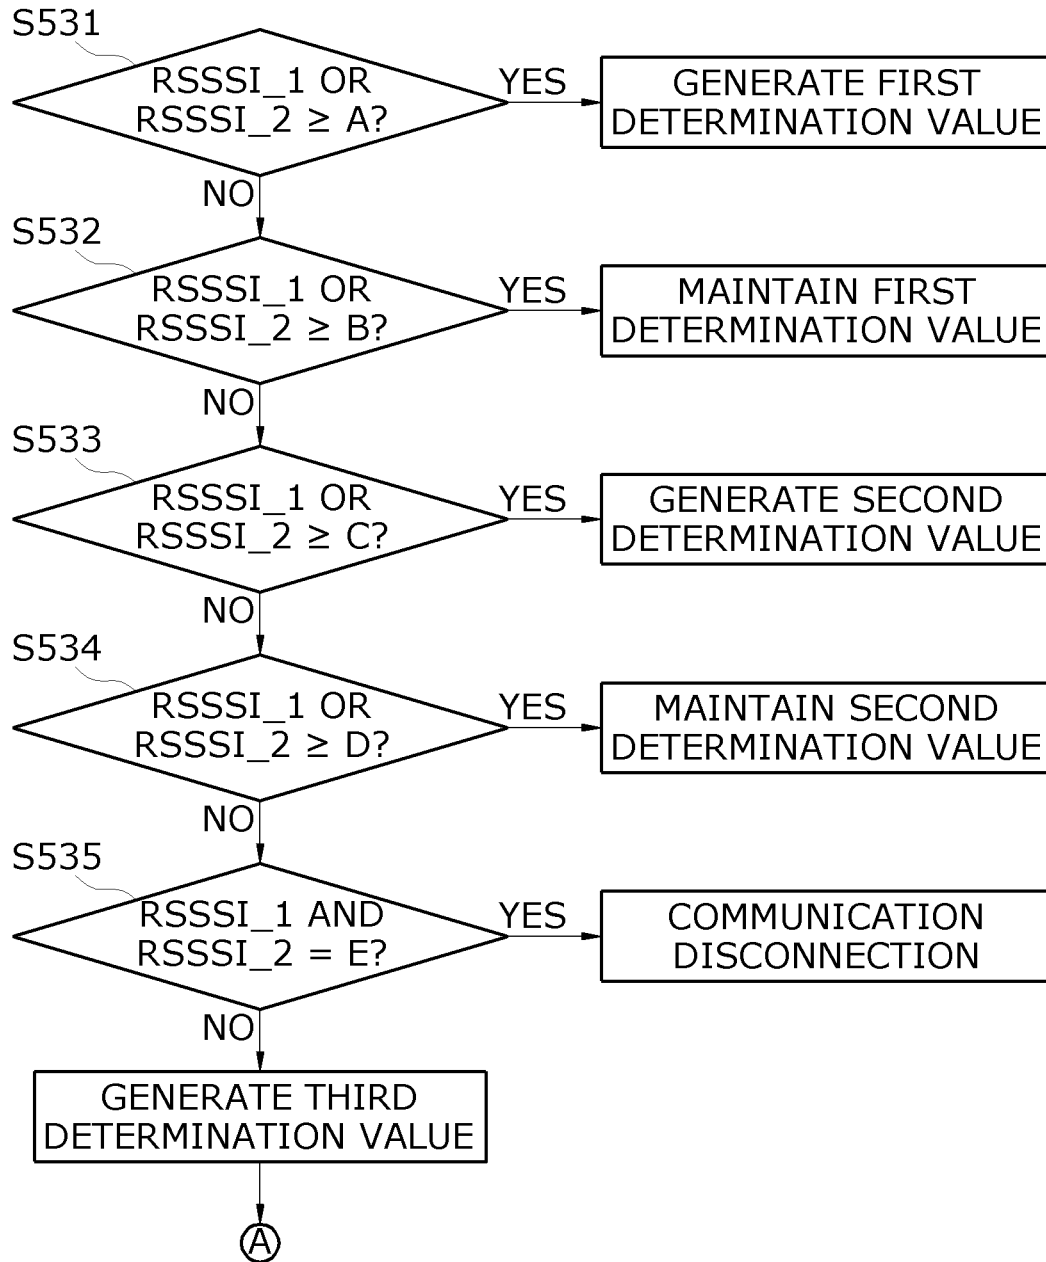 S531
RSSSI_1 OR
RSSSI_2 ≥ A?
YES
GENERATE FIRST
DETERMINATION VALUE
NO
S532
RSSSI_1 OR
RSSSI_2 ≥ B?
YES
MAINTAIN FIRST
DETERMINATION VALUE
NO
S533
RSSSI_1 OR
RSSSI_2 ≥ C?
YES
GENERATE SECOND
DETERMINATION VALUE
NO
S534
RSSSI_1 OR
RSSSI_2 ≥ D?
YES
MAINTAIN SECOND
DETERMINATION VALUE
NO
S535
RSSSI_1 AND
RSSSI_2 = E?
YES
COMMUNICATION
DISCONNECTION
NO
GENERATE THIRD
DETERMINATION VALUE
A